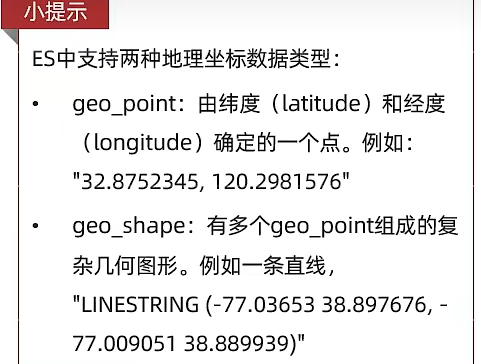 小提示
ES中支持两种地理坐标数据类型：
• geo_point：由纬度（latitude）和经度
（longitude）确定的一个点。例如：
"32.8752345, 120.2981576"
• geo_shape：有多个geo_point组成的复
杂几何图形。例如一条直线，
"LINESTRING (-77.03653 38.897676, -
77.009051 38.889939)"